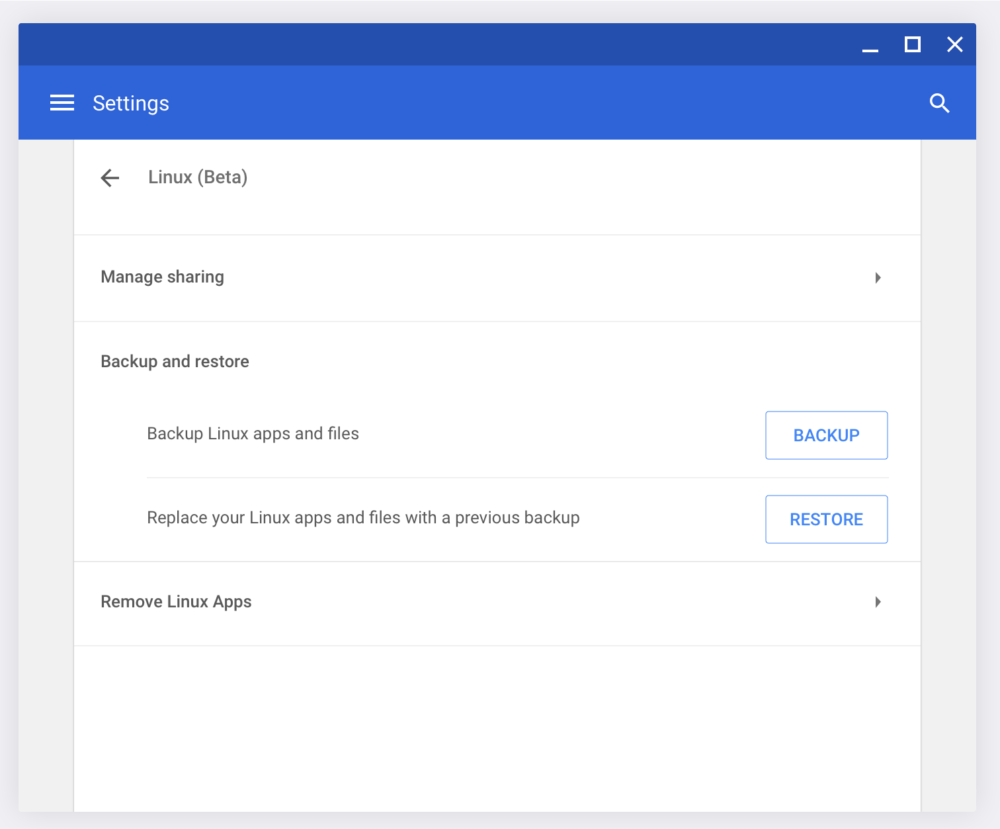 Settings
Linux (Beta)
Manage sharing
Backup and restore
Backup Linux apps and files
BACKUP
Replace your Linux apps and files with a previous backup
RESTORE
Remove Linux Apps